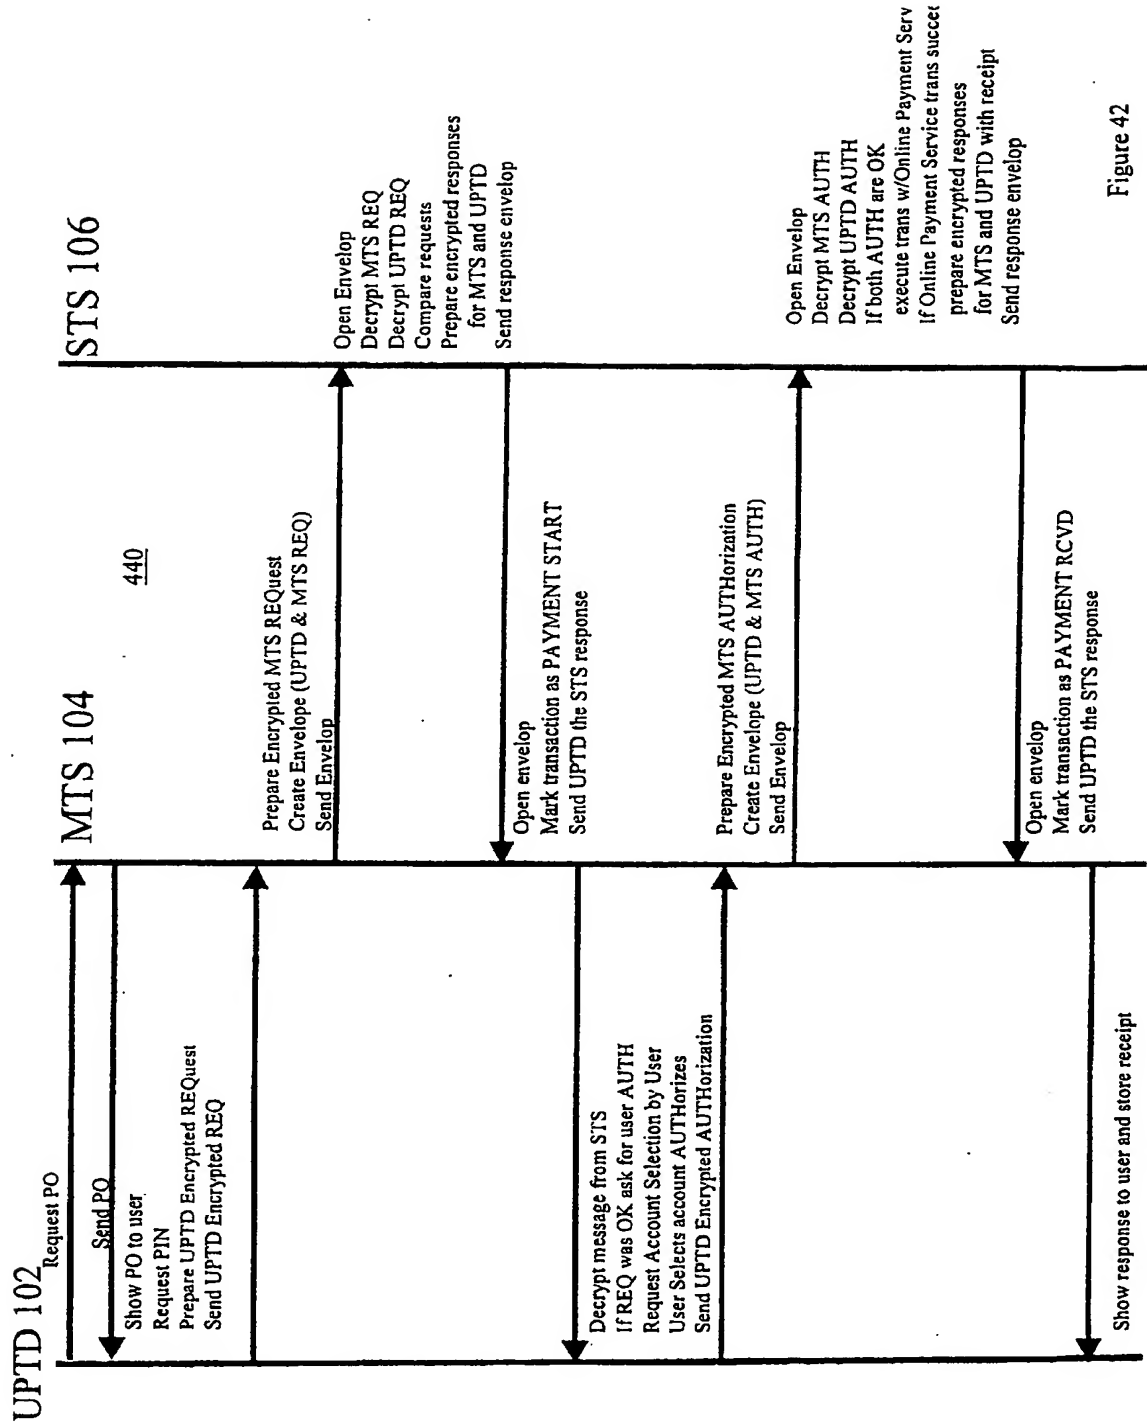 UPTD 102
MTS 104
STS 106
440
Request PO
Send PO
Show PO to user
Request PIN
Prepare UPTD Encrypted REQuest
Send UPTD Encrypted REQ
Prepare Encrypted MTS REQuest
Create Envelope (UPTD & MTS REQ)
Send Envelop
Open Envelop
Decrypt MTS REQ
Decrypt UPTD REQ
Compare requests
Prepare encrypted responses
for MTS and UPTD
Send response envelop
Open envelop
Mark transaction as PAYMENT START
Send UPTD the STS response
Decrypt message from STS
If REQ was OK ask for user AUTH
Request Account Selection by User
User Selects account AUTHorizes
Send UPTD Encrypted AUTHorization
Prepare Encrypted MTS AUTHorization
Create Envelope (UPTD & MTS AUTH)
Send Envelop
Open Envelop
Decrypt MTS AUTH
Decrypt UPTD AUTH
If both AUTH are OK
execute trans w/Online Payment Serv
If Online Payment Service trans succe
prepare encrypted responses
for MTS and UPTD with receipt
Send response envelop
Open envelop
Mark transaction as PAYMENT RCVD
Send UPTD the STS response
Show response to user and store receipt
Figure 42